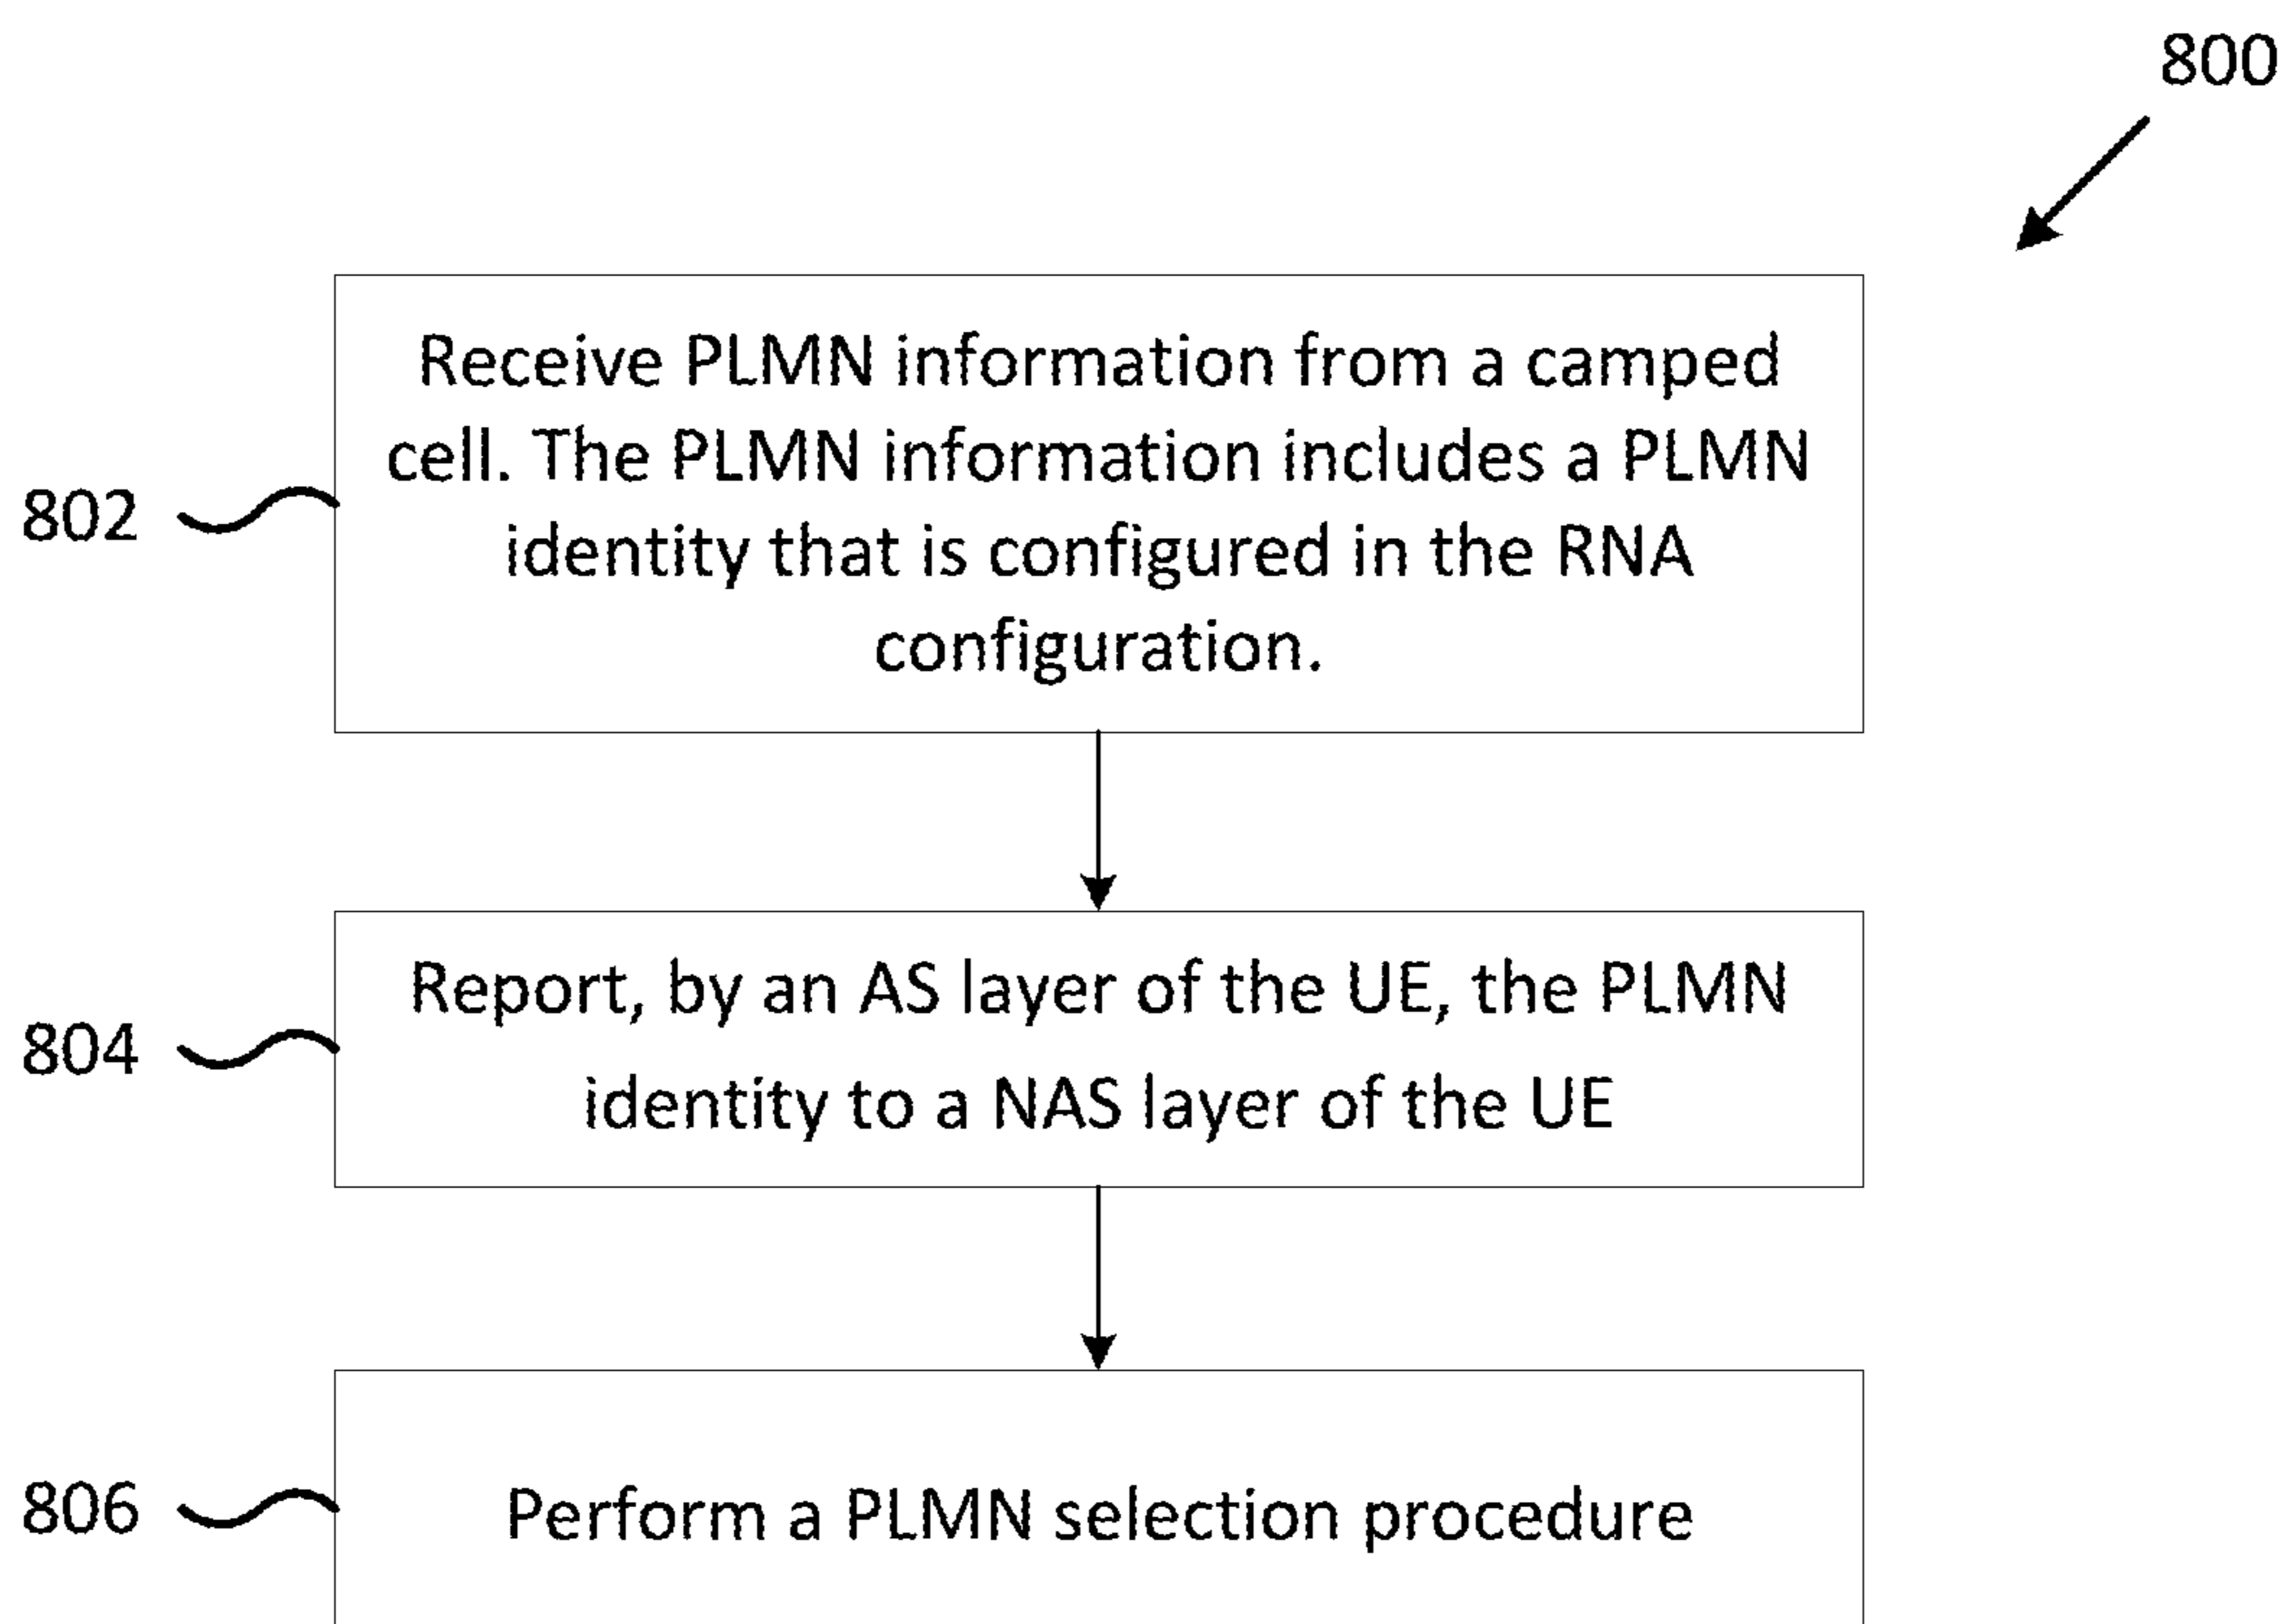 800
Receive PLMN information from a camped
cell. The PLMN information includes a PLMN
802
identity that is configured in the RNA
configuration.
Report, by an AS layer of the UE, the PLMN
804
identity to a NAS layer of the UE
806
Perform a PLMN selection procedure